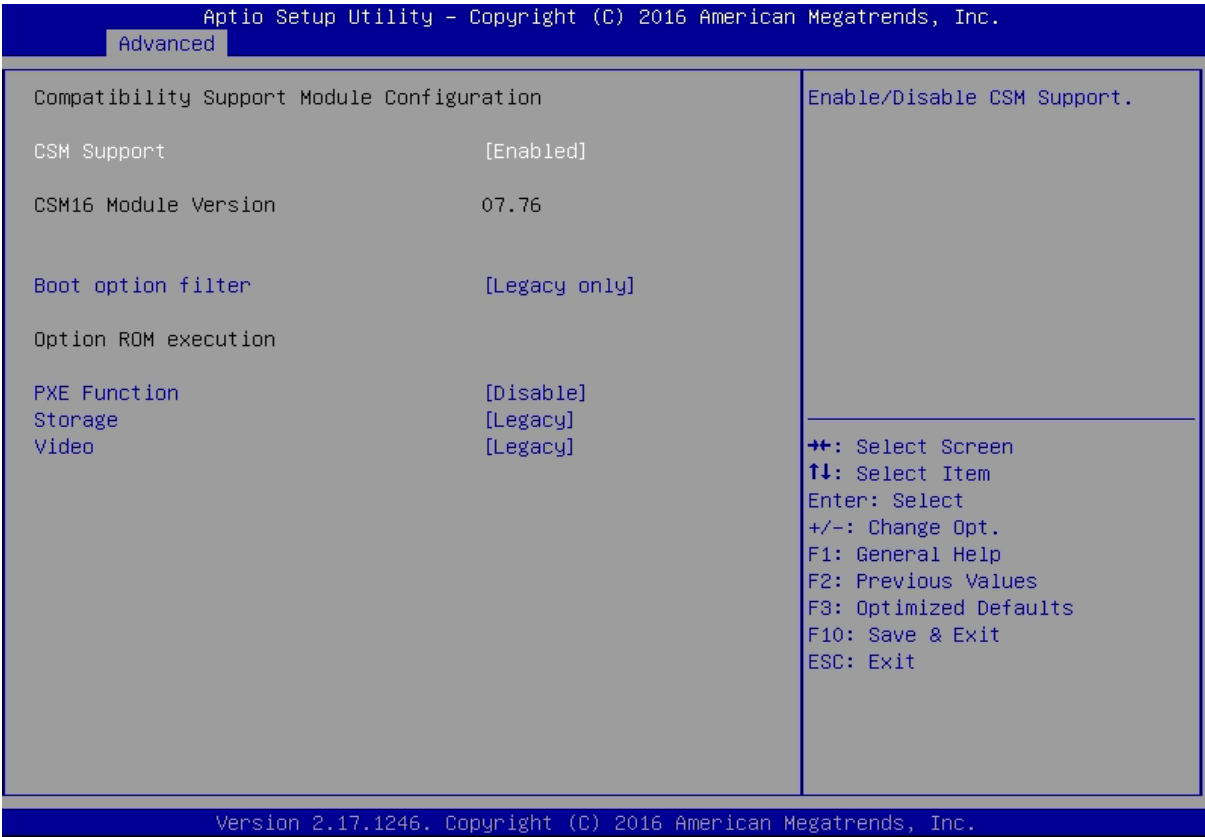 Aptio Setup Utility – Copyright (C) 2016 American Megatrends, Inc.
Advanced
Compatibility Support Module Configuration
CSM Support [Enabled]
CSM16 Module Version 07.76
Boot option filter [Legacy only]
Option ROM execution
PXE Function [Disable]
Storage [Legacy]
Video [Legacy]
Enable/Disable CSM Support.
→←: Select Screen
↑↓: Select Item
Enter: Select
+/-: Change Opt.
F1: General Help
F2: Previous Values
F3: Optimized Defaults
F10: Save & Exit
ESC: Exit
Version 2.17.1246. Copyright (C) 2016 American Megatrends, Inc.